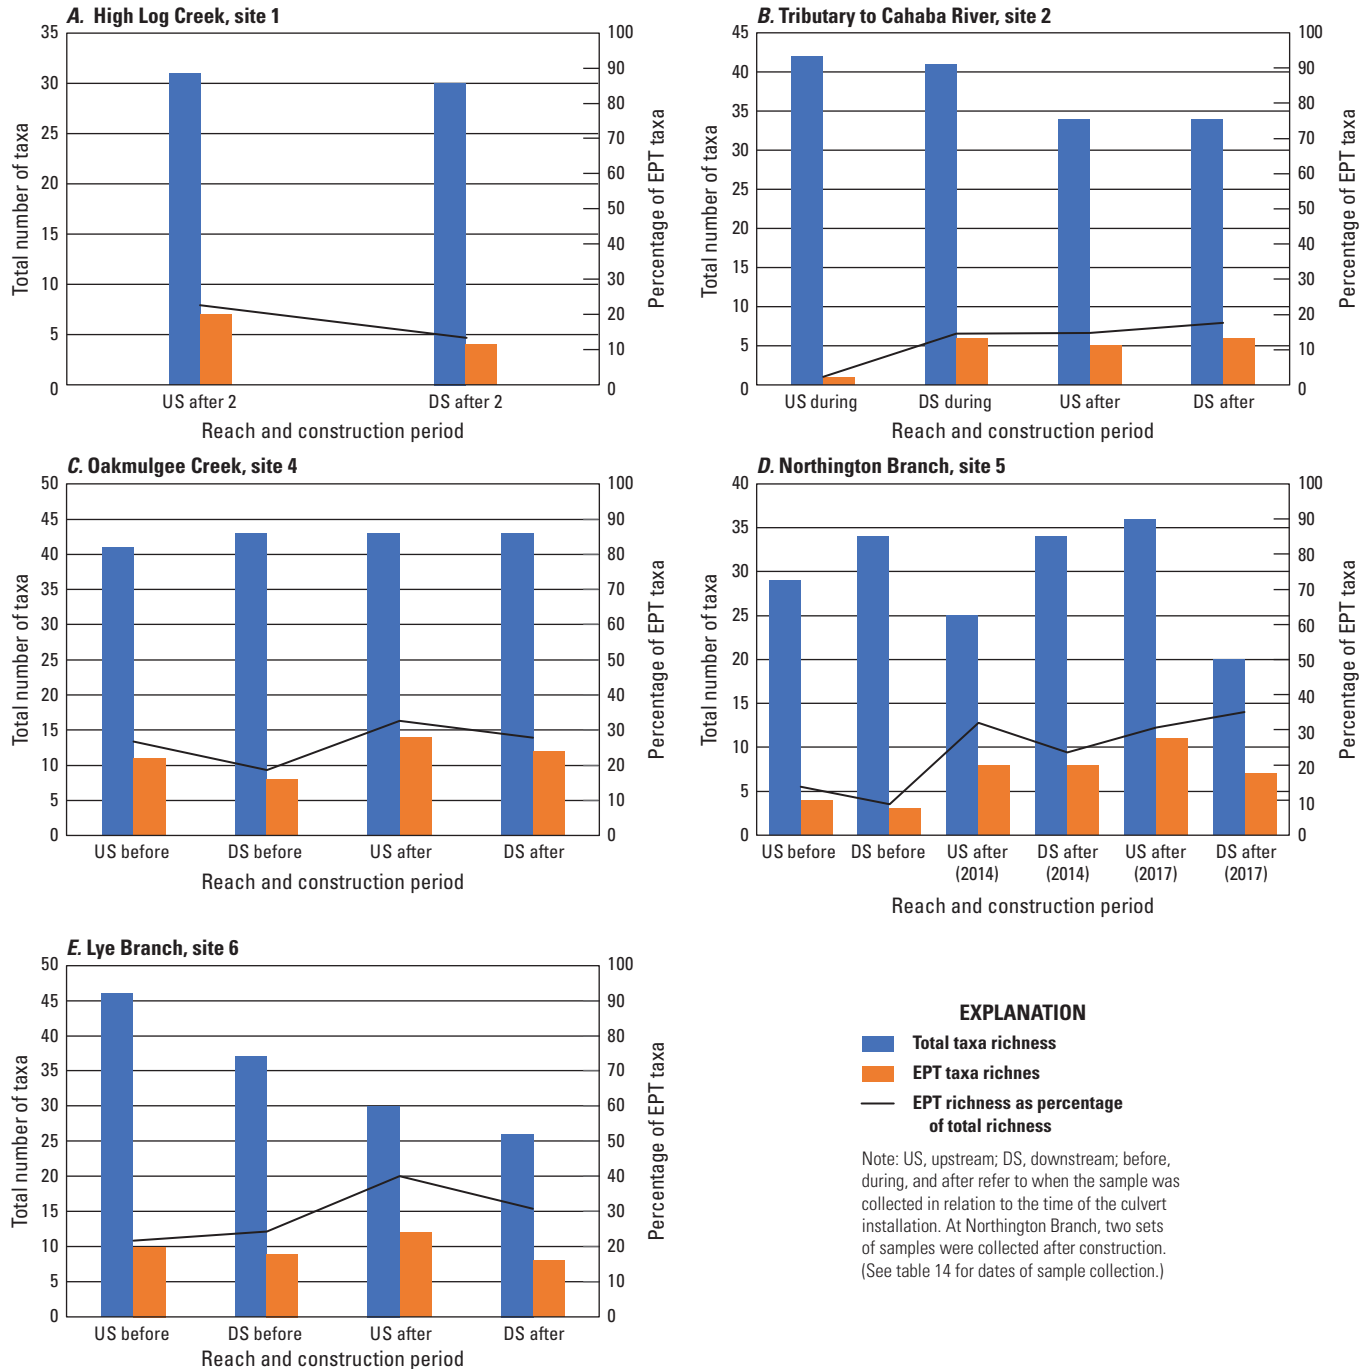 A. High Log Creek, site 1
35
30
25
20
15
10
5
0
Total number of taxa
100
90
80
70
60
50
40
30
20
10
0
Percentage of EPT taxa
US after 2
DS after 2
Reach and construction period
B. Tributary to Cahaba River, site 2
45
40
35
30
25
20
15
10
5
0
Total number of taxa
100
90
80
70
60
50
40
30
20
10
0
Percentage of EPT taxa
US during
DS during
US after
DS after
Reach and construction period
C. Oakmulgee Creek, site 4
50
45
40
35
30
25
20
15
10
5
0
Total number of taxa
100
90
80
70
60
50
40
30
20
10
0
Percentage of EPT taxa
US before
DS before
US after
DS after
Reach and construction period
D. Northington Branch, site 5
40
35
30
25
20
15
10
5
0
Total number of taxa
100
90
80
70
60
50
40
30
20
10
0
Percentage of EPT taxa
US before
DS before
US after
(2014)
DS after
(2014)
US after
(2017)
DS after
(2017)
Reach and construction period
E. Lye Branch, site 6
50
45
40
35
30
25
20
15
10
5
0
Total number of taxa
100
90
80
70
60
50
40
30
20
10
0
Percentage of EPT taxa
US before
DS before
US after
DS after
Reach and construction period
EXPLANATION
Total taxa richness
EPT taxa richnes
EPT richness as percentage
of total richness
Note: US, upstream; DS, downstream; before,
during, and after refer to when the sample was
collected in relation to the time of the culvert
installation. At Northington Branch, two sets
of samples were collected after construction.
(See table 14 for dates of sample collection.)